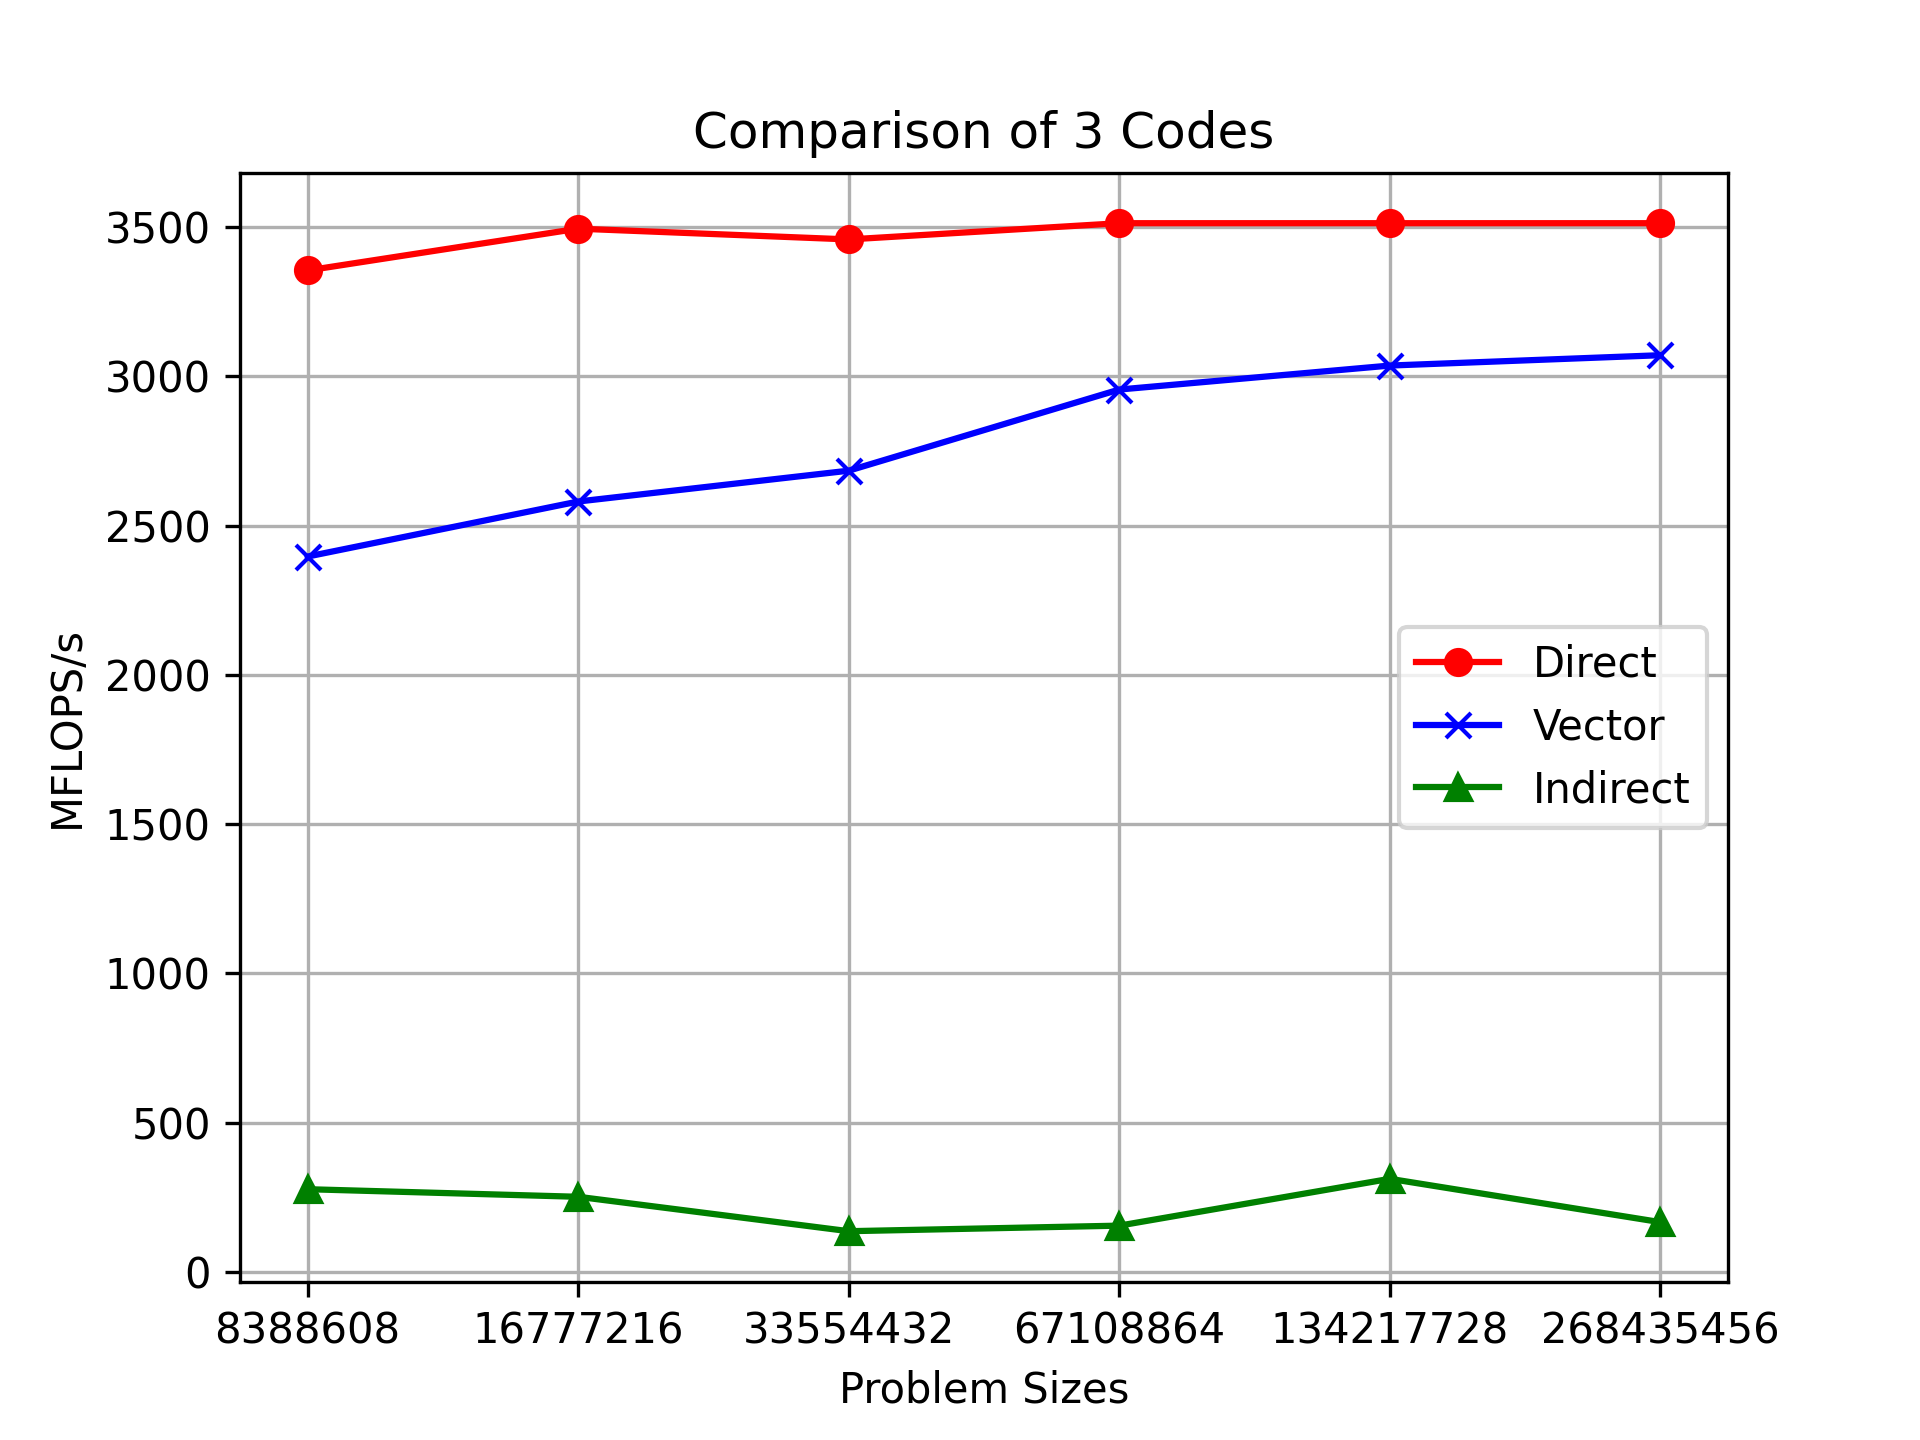 Comparison of 3 Codes
3500
3000
2500
2000
1500
1000
500
0
MFLOPS/s
Direct
Vector
Indirect
8388608 16777216 33554432 67108864 134217728 268435456
Problem Sizes